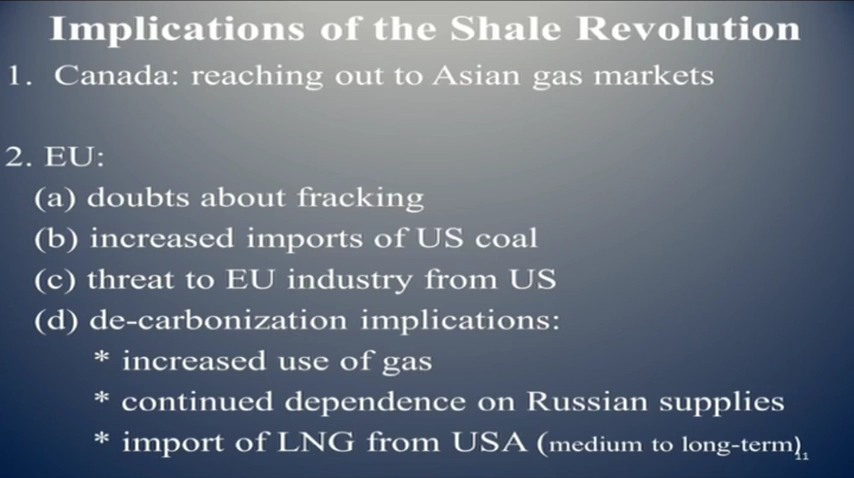 Implications of the Shale Revolution
1. Canada: reaching out to Asian gas markets
2. EU:
(a) doubts about fracking
(b) increased imports of US coal
(c) threat to EU industry from US
(d) de-carbonization implications:
* increased use of gas
* continued dependence on Russian supplies
* import of LNG from USA (medium to long-term)
11